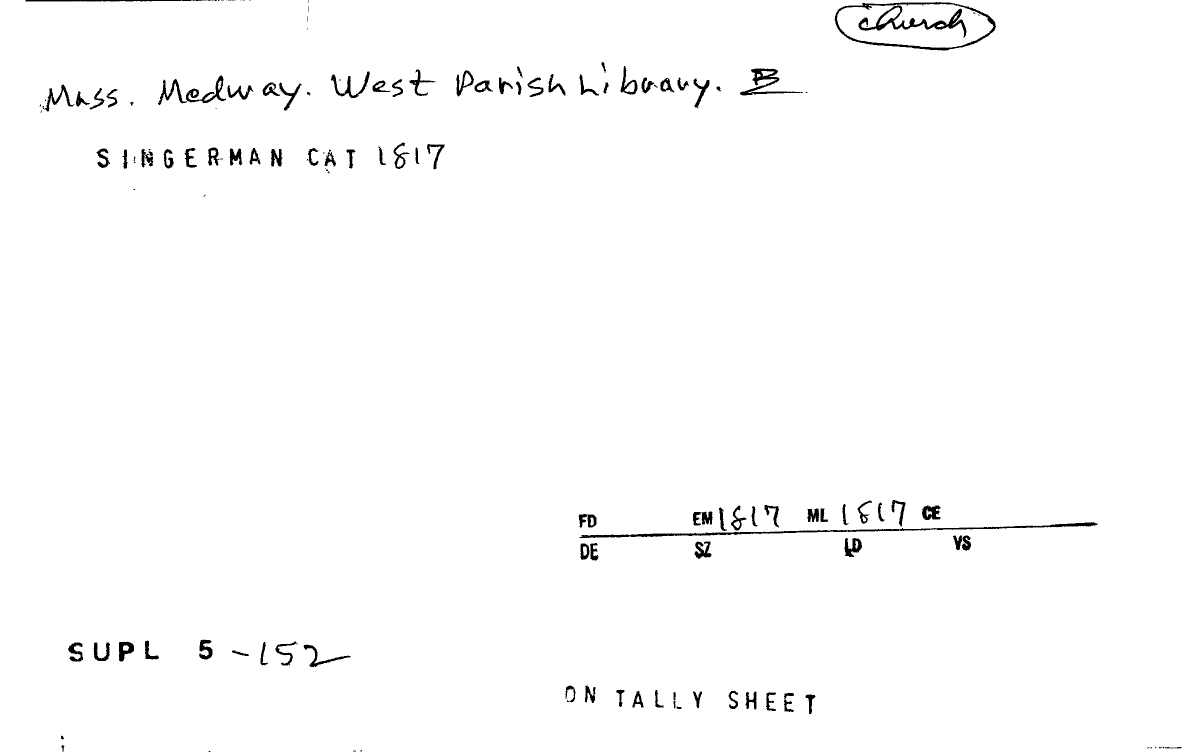 church
Mass. Medway. West Parish Library. B
SINGERMAN CAT 1817
FD EM 1817 ML 1817 CE
DE SZ LD VS
SUPL 5 - 152
ON TALLY SHEET